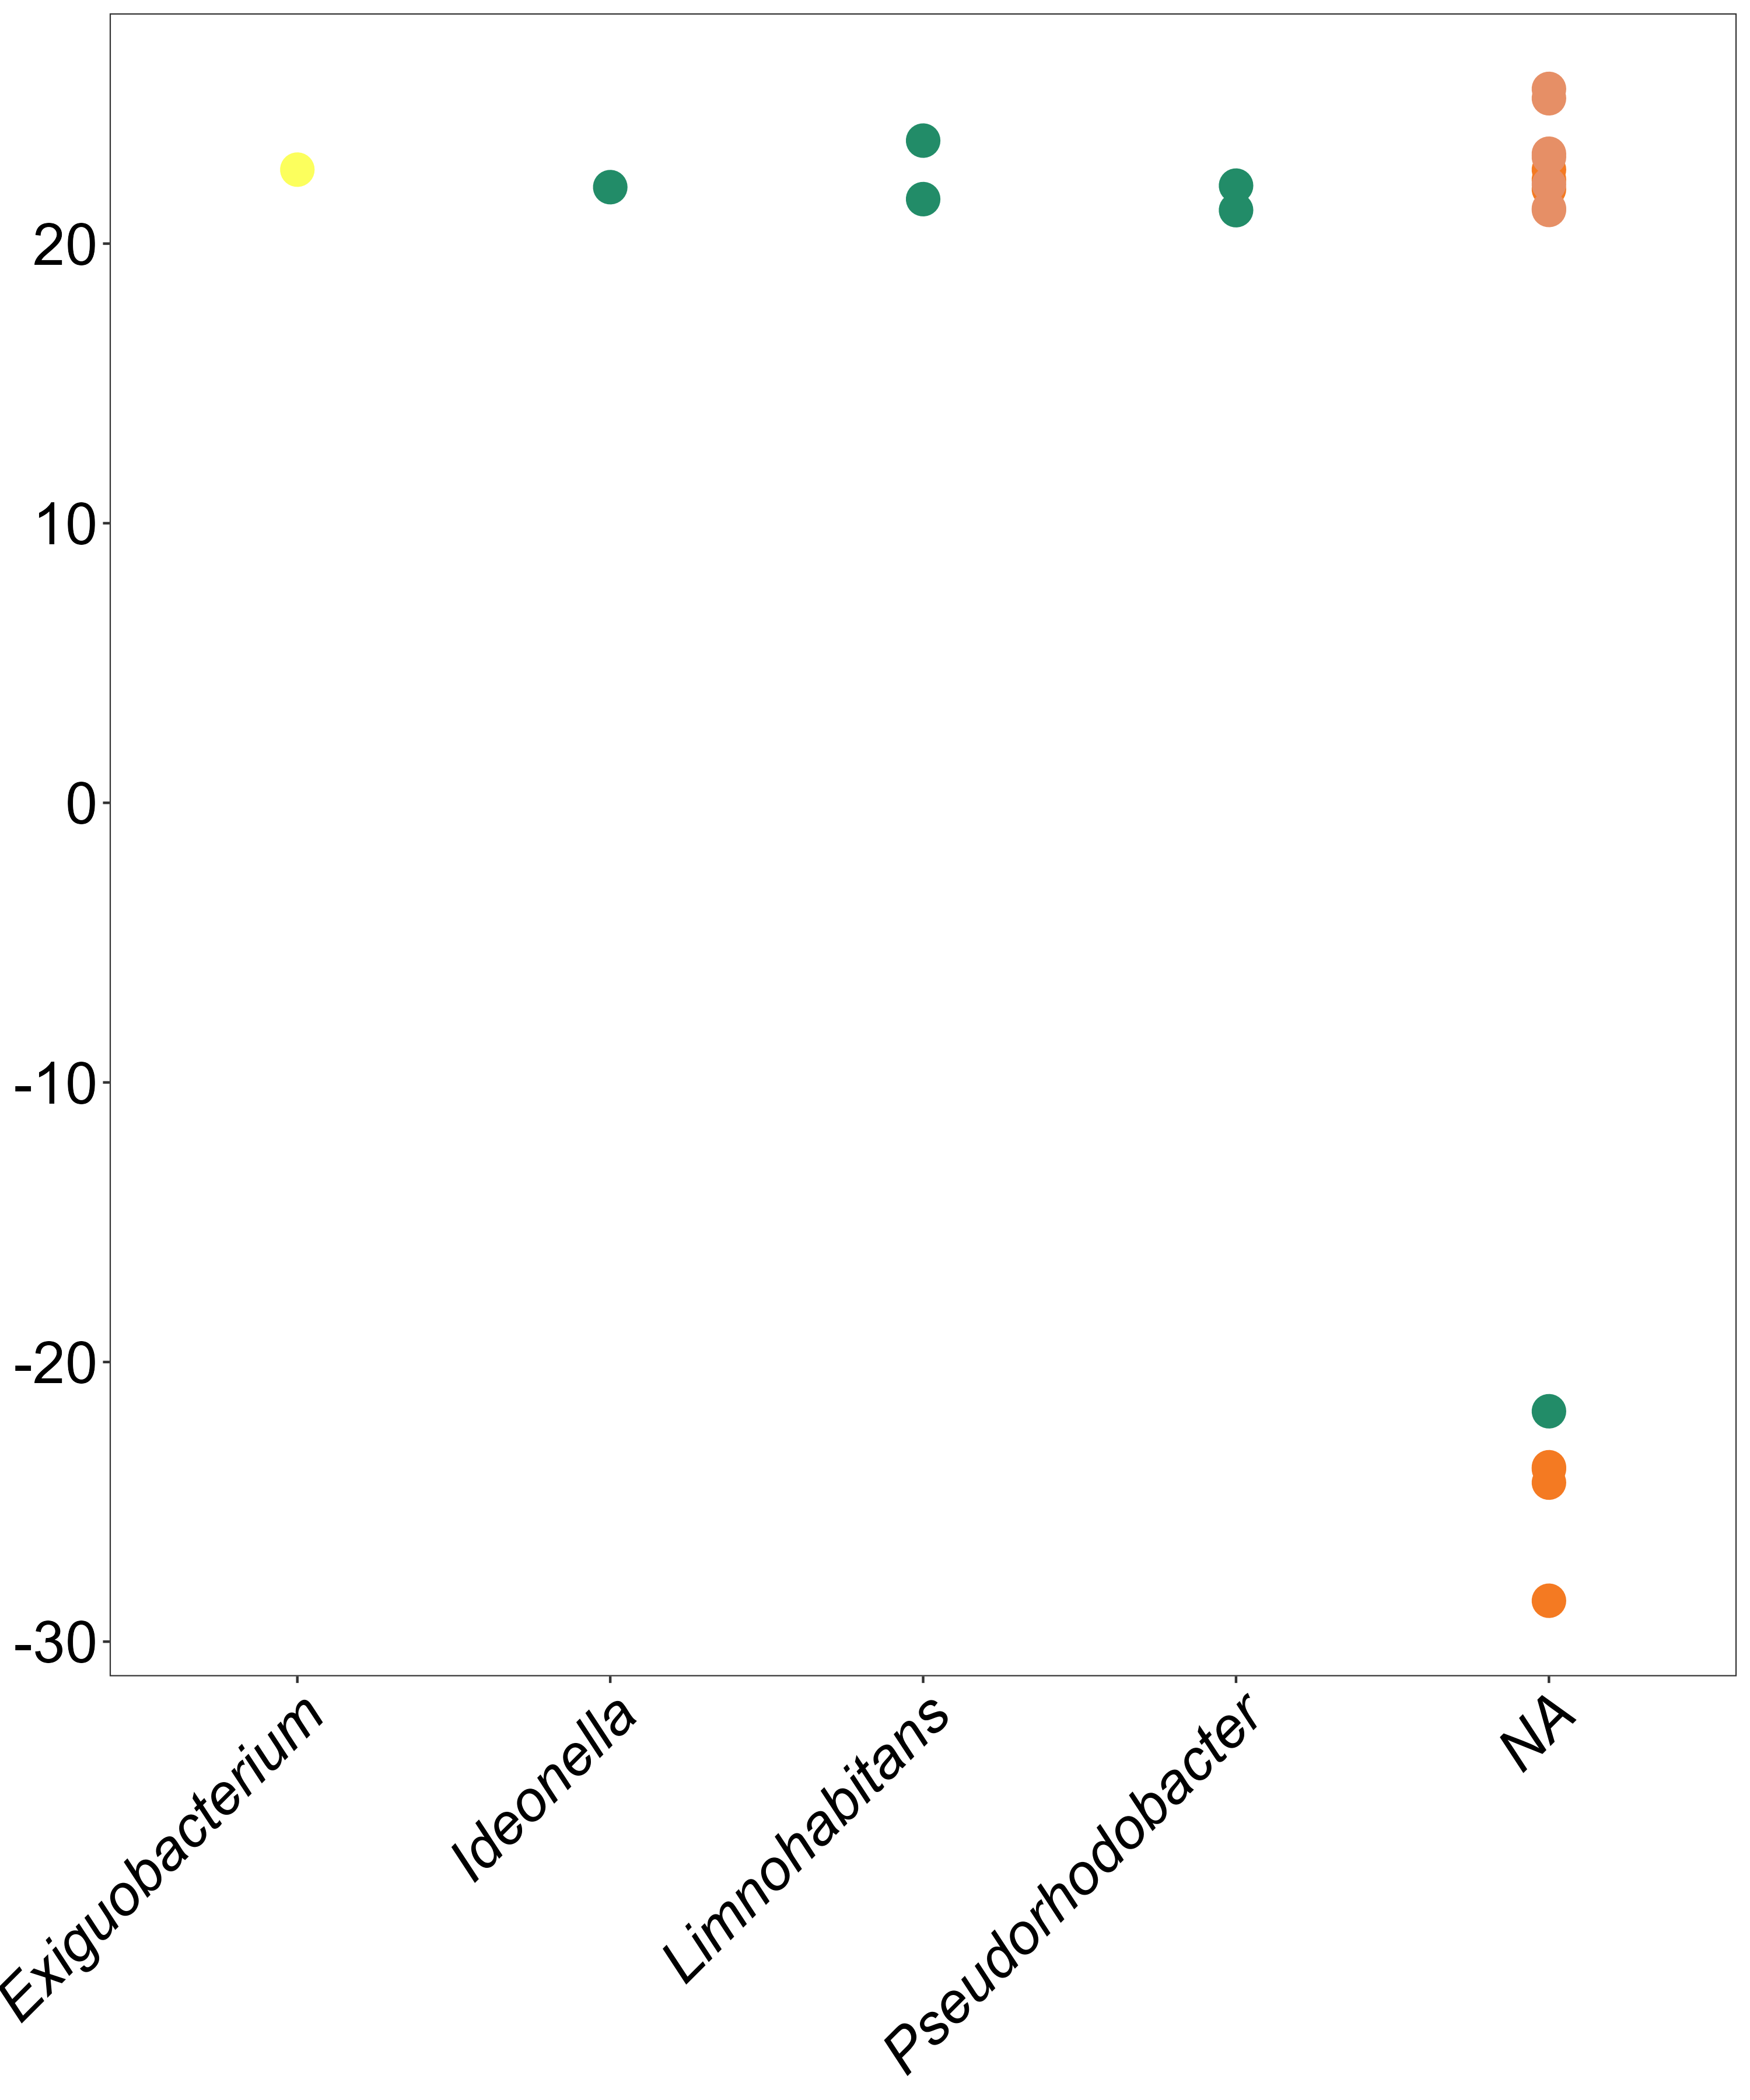 20
10
0
-10
-20
-30
Exiguobacterium
Ideonella
Limnohabitans
Pseudorhodobacter
NA